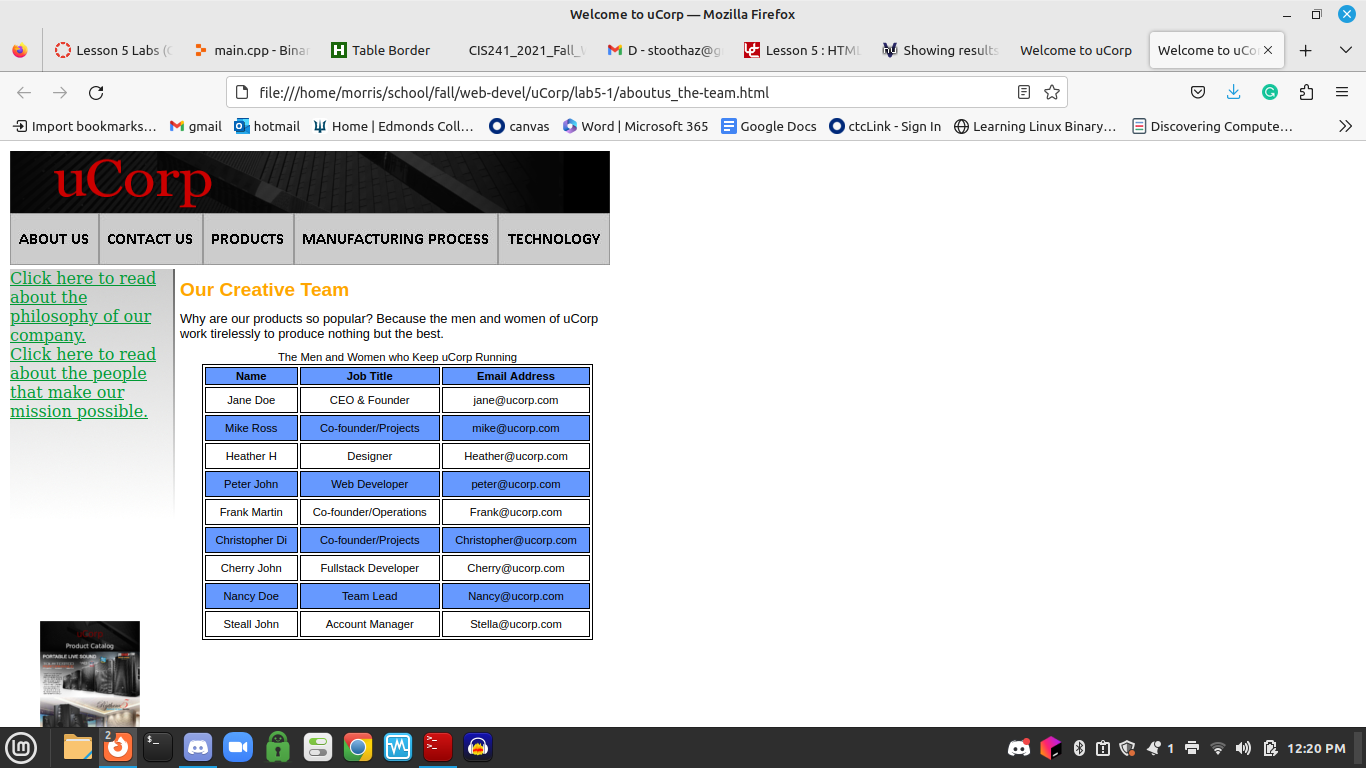 Welcome to uCorp — Mozilla Firefox
Lesson 5 Labs (C
main.cpp - Binar
Table Border
CIS241_2021_Fall_
D - stoothaz@g
Lesson 5 : HTML
Showing results
Welcome to uCorp
Welcome to uCor
file:///home/morris/school/fall/web-devel/uCorp/lab5-1/aboutus_the-team.html
Import bookmarks…
gmail
hotmail
Home | Edmonds Coll…
canvas
Word | Microsoft 365
Google Docs
ctcLink - Sign In
Learning Linux Binary…
Discovering Compute…
uCorp
ABOUT US
CONTACT US
PRODUCTS
MANUFACTURING PROCESS
TECHNOLOGY
Click here to read
about the
philosophy of our
company.
Click here to read
about the people
that make our
mission possible.
Our Creative Team
Why are our products so popular? Because the men and women of uCorp
work tirelessly to produce nothing but the best.
The Men and Women who Keep uCorp Running
Name Job Title Email Address
Jane Doe CEO & Founder jane@ucorp.com
Mike Ross Co-founder/Projects mike@ucorp.com
Heather H Designer Heather@ucorp.com
Peter John Web Developer peter@ucorp.com
Frank Martin Co-founder/Operations Frank@ucorp.com
Christopher Di Co-founder/Projects Christopher@ucorp.com
Cherry John Fullstack Developer Cherry@ucorp.com
Nancy Doe Team Lead Nancy@ucorp.com
Steall John Account Manager Stella@ucorp.com
uCorp
Product Catalog
PORTABLE LIVE SOUND
2
1
12:20 PM